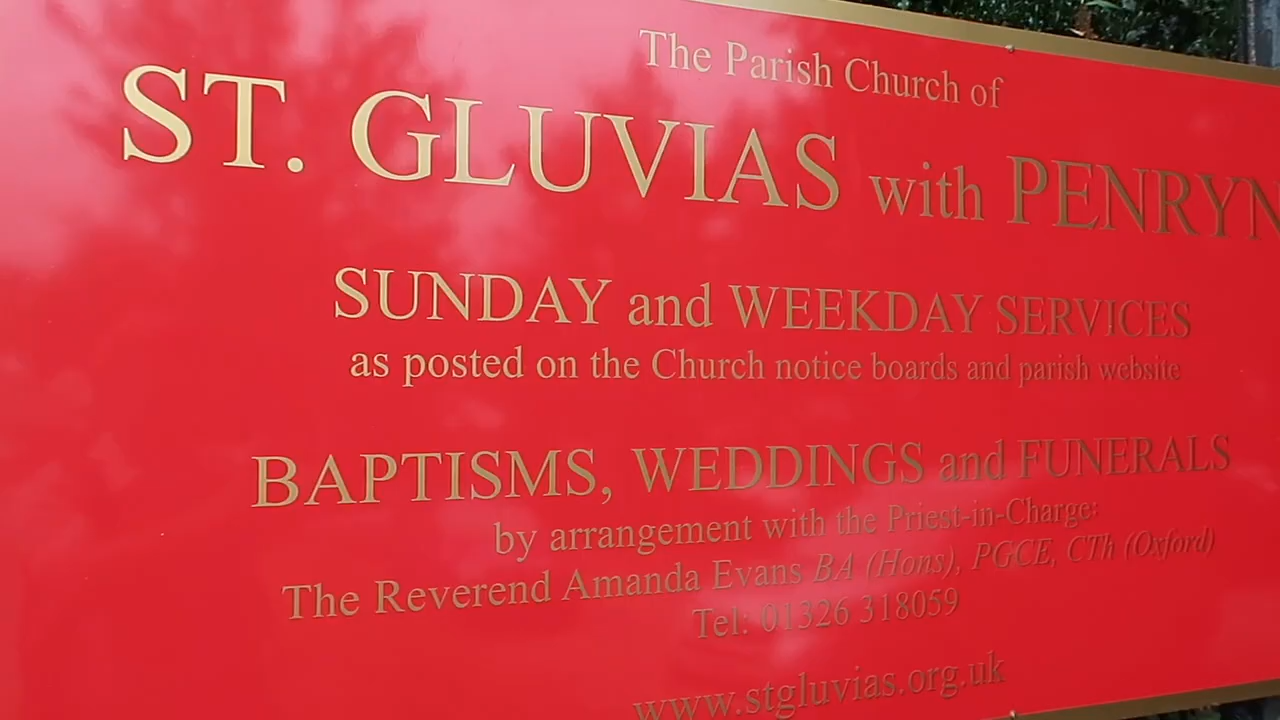 The Parish Church of
ST. GLUVIAS with PENRYN
SUNDAY and WEEKDAY SERVICES
as posted on the Church notice boards and parish website
BAPTISMS, WEDDINGS and FUNERALS
by arrangement with the Priest-in-Charge:
The Reverend Amanda Evans BA (Hons), PGCE, CTh (Oxford)
Tel: 01326 318059
www.stgluvias.org.uk